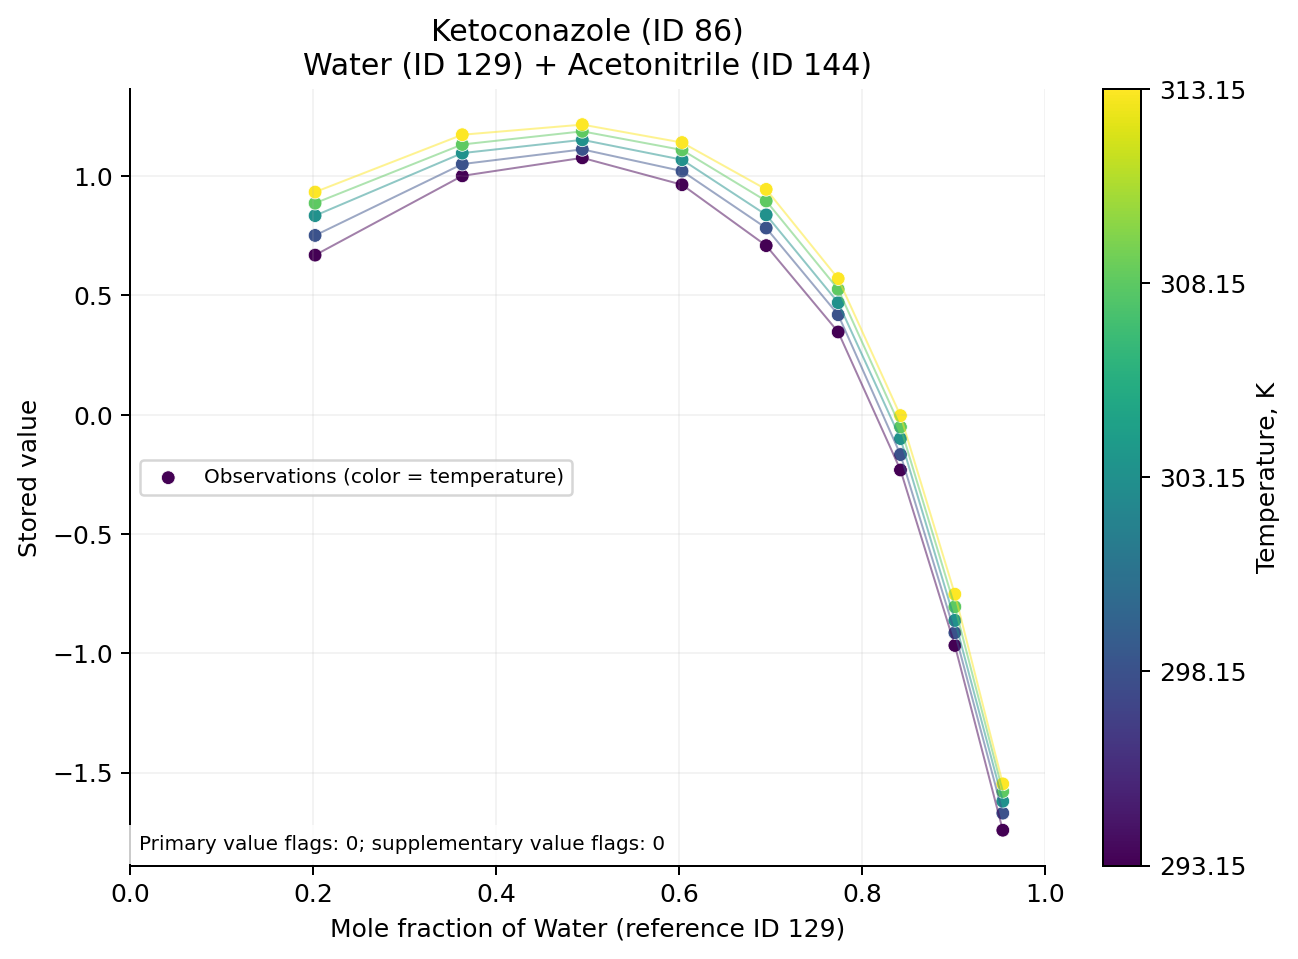 Ketoconazole (ID 86)
Water (ID 129) + Acetonitrile (ID 144)
Stored value
1.0
0.5
0.0
−0.5
−1.0
−1.5
Observations (color = temperature)
Primary value flags: 0; supplementary value flags: 0
0.0 0.2 0.4 0.6 0.8 1.0
Mole fraction of Water (reference ID 129)
313.15
308.15
303.15
298.15
293.15
Temperature, K